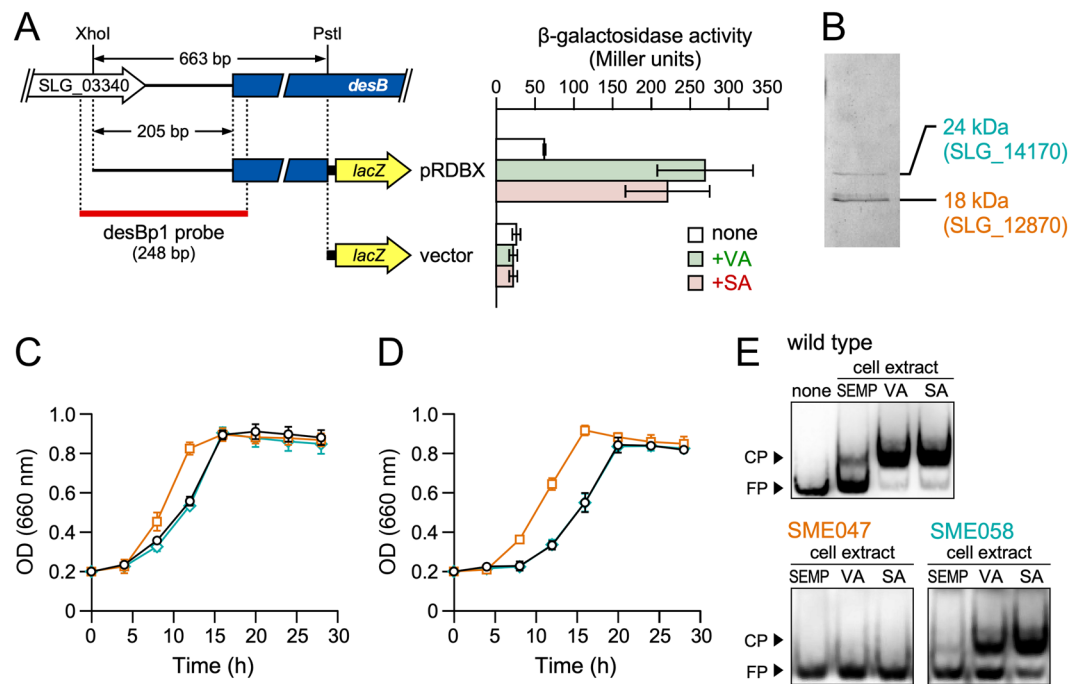 A
XhoI
PstI
663 bp
SLG_03340
desB
205 bp
lacZ
pRDBX
desBp1 probe
(248 bp)
lacZ
vector
β-galactosidase activity
(Miller units)
0 50 100 150 200 250 300 350
none
+VA
+SA
B
24 kDa
(SLG_14170)
18 kDa
(SLG_12870)
C
OD (660 nm)
1.0
0.8
0.6
0.4
0.2
0
0 5 10 15 20 25 30
Time (h)
D
OD (660 nm)
1.0
0.8
0.6
0.4
0.2
0
0 5 10 15 20 25 30
Time (h)
E
wild type
cell extract
none SEMP VA SA
CP
FP
SME047
cell extract
SEMP VA SA
CP
FP
SME058
cell extract
SEMP VA SA